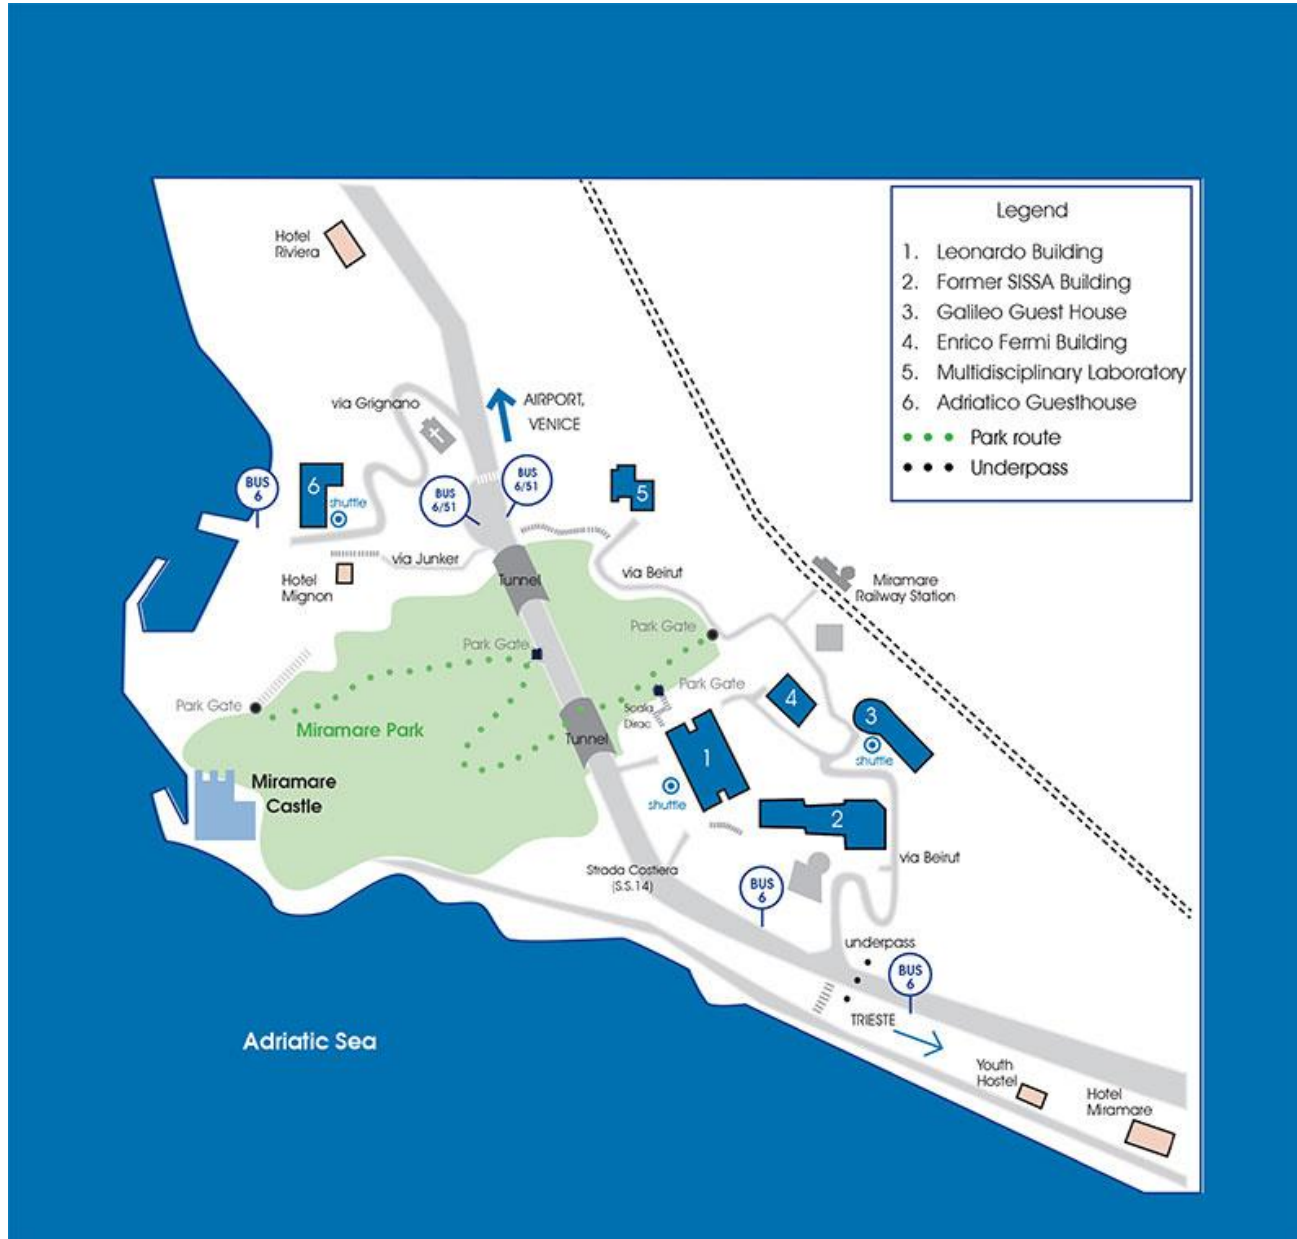 Legend
1. Leonardo Building
2. Former SISSA Building
3. Galileo Guest House
4. Enrico Fermi Building
5. Multidisciplinary Laboratory
6. Adriatico Guesthouse
Park route
Underpass
Hotel
Riviera
via Grignano
AIRPORT,
VENICE
BUS
6
6
shuttle
BUS
6/51
BUS
6/51
5
via Junker
Hotel
Mignon
Tunnel
via Beirut
Miramare
Railway Station
Park Gate
Park Gate
Park Gate
Park Gate
Scala
Dirac
4
3
shuttle
Miramare Park
Tunnel
1
shuttle
Miramare
Castle
2
Strada Costiera
(S.S.14)
via Beirut
BUS
6
underpass
BUS
6
TRIESTE
Adriatic Sea
Youth
Hostel
Hotel
Miramare